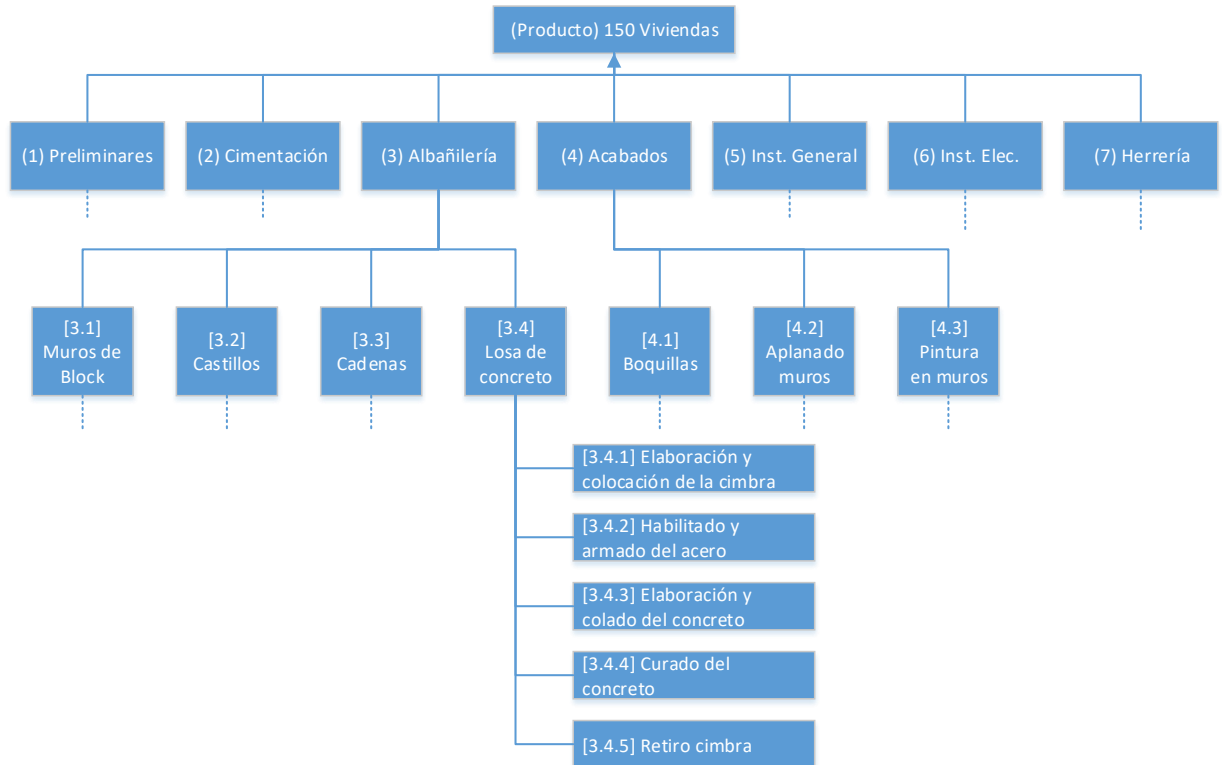 (Producto) 150 Viviendas
(1) Preliminares
(2) Cimentación
(3) Albañilería
(4) Acabados
(5) Inst. General
(6) Inst. Elec.
(7) Herrería
[3.1]
Muros de
Block
[3.2]
Castillos
[3.3]
Cadenas
[3.4]
Losa de
concreto
[4.1]
Boquillas
[4.2]
Aplanado
muros
[4.3]
Pintura
en muros
[3.4.1] Elaboración y
colocación de la cimbra
[3.4.2] Habilitado y
armado del acero
[3.4.3] Elaboración y
colado del concreto
[3.4.4] Curado del
concreto
[3.4.5] Retiro cimbra